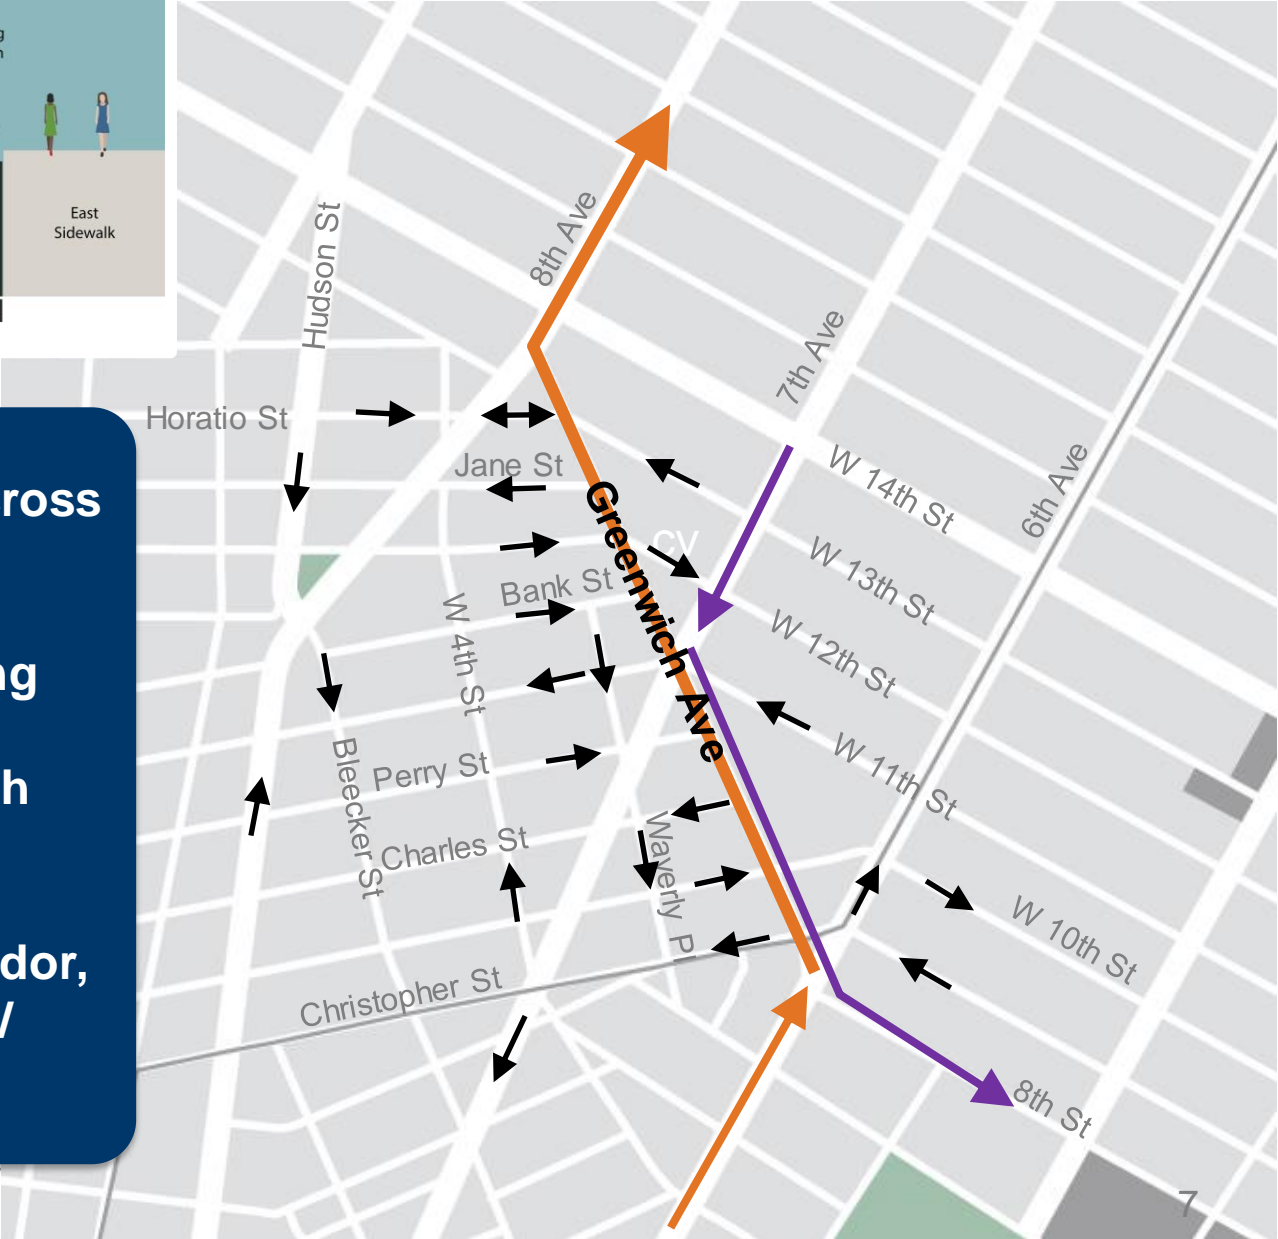 g
n
East
Sidewalk
8th Ave
Hudson St
7th Ave
Horatio St
Jane St
W 14th St
6th Ave
ross
Greenwich Ave
cy
W 13th St
Bank St
W 4th St
W 12th St
ng
Bleecker St
Perry St
W 11th St
h
Charles St
Waverly Pl
W 10th St
dor,
Christopher St
/
8th St
7